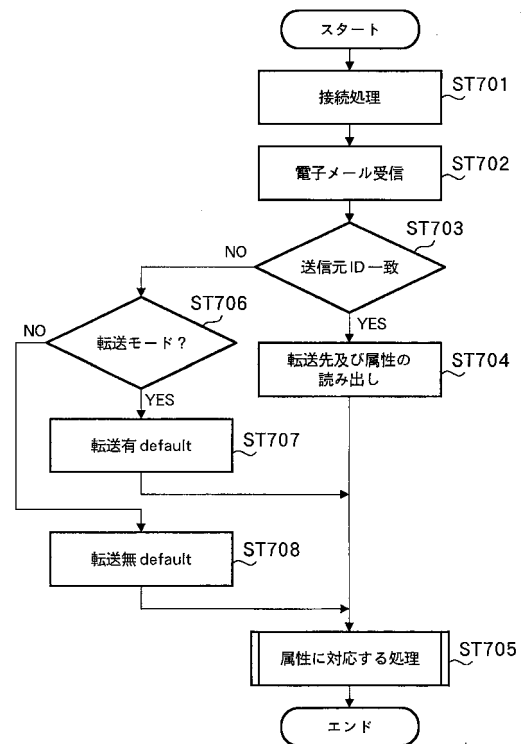 スタート
接続処理
ST701
電子メール受信
ST702
ST703
送信元ID一致
NO
YES
ST706
転送モード?
NO
YES
転送先及び属性の
読み出し
ST704
転送有default
ST707
転送無default
ST708
属性に対応する処理
ST705
エンド